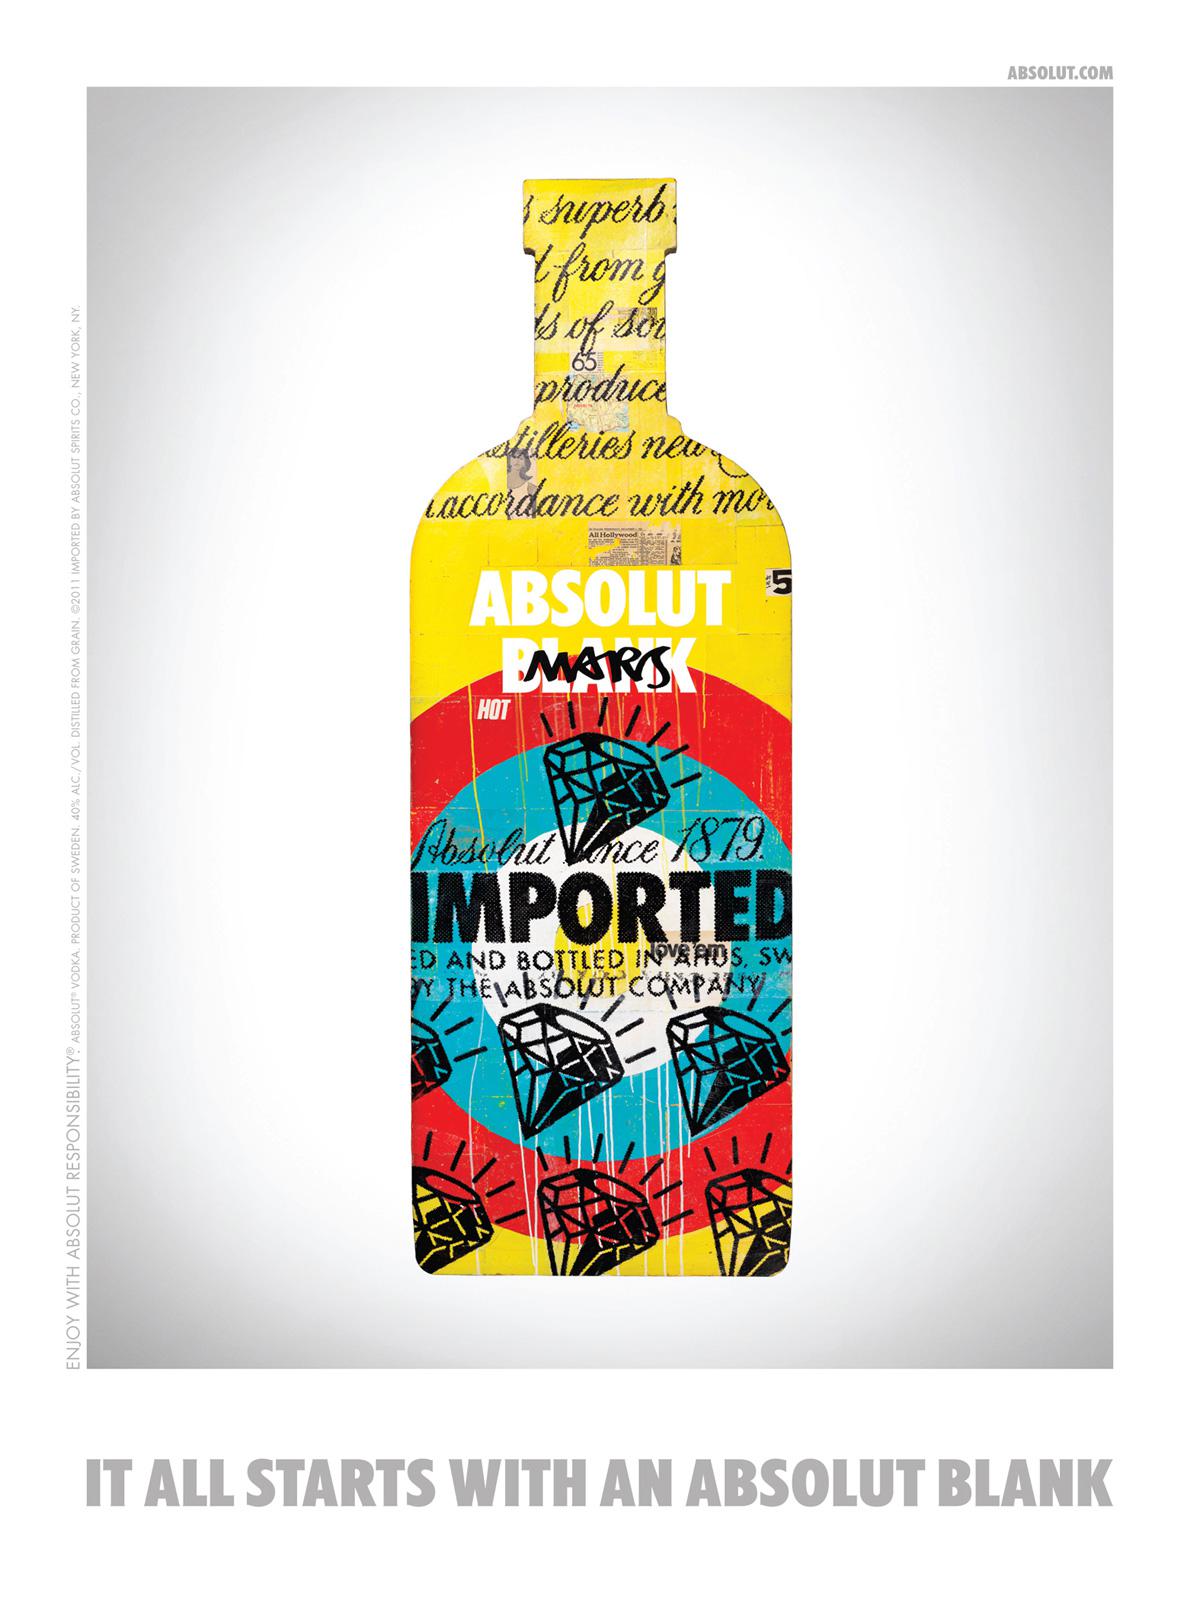 ABSOLUT.COM
superb
from
of
65
produce
accordance with
All Hollywood
5
ABSOLUT
BLANK
MARS
HOT
Absolut since 1879.
IMPORTED
love em
AND BOTTLED IN ÅHUS,
THE ABSOLUT COMPANY
ENJOY WITH ABSOLUT RESPONSIBILITY®. ABSOLUT® VODKA. PRODUCT OF SWEDEN. 40% ALC./VOL. DISTILLED FROM GRAIN. ©2011 IMPORTED BY ABSOLUT SPIRITS CO., NEW YORK, NY.
IT ALL STARTS WITH AN ABSOLUT BLANK